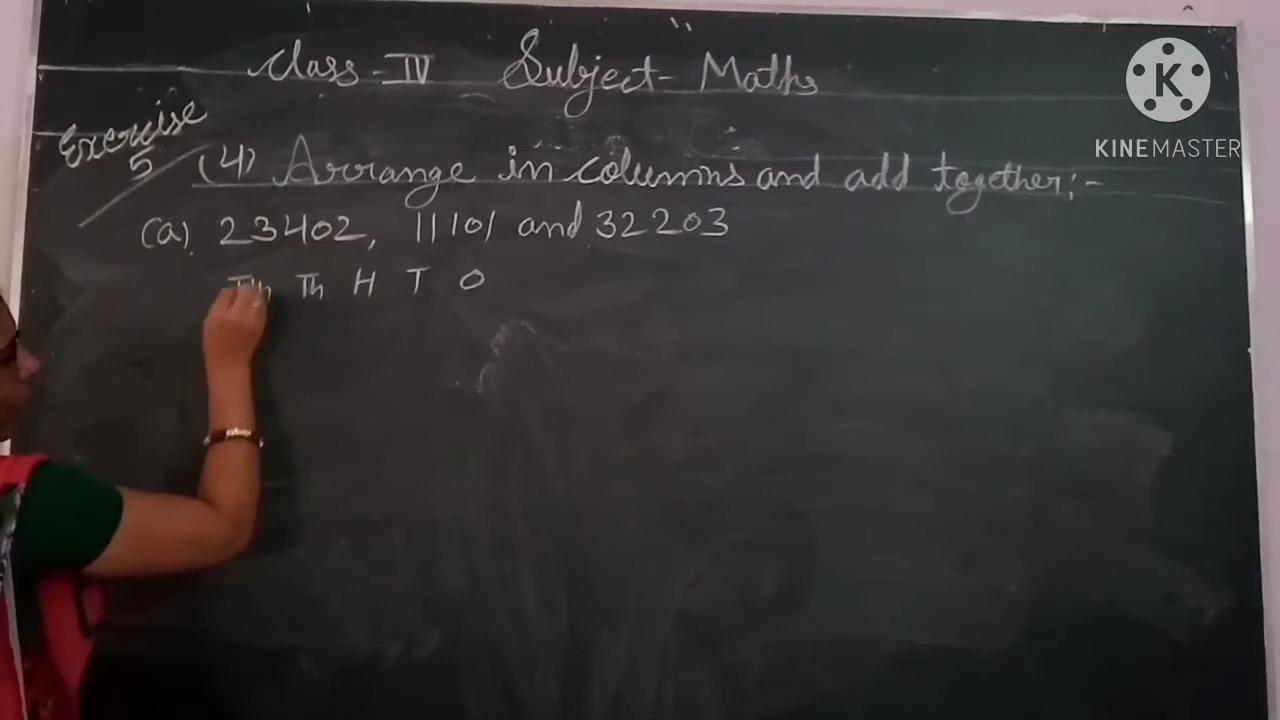 Class - IV Subject - Maths
Exercise 5
(4) Arrange in columns and add together :-
(a) 23402, 11101 and 32203
Th H T O
K
KINEMASTER